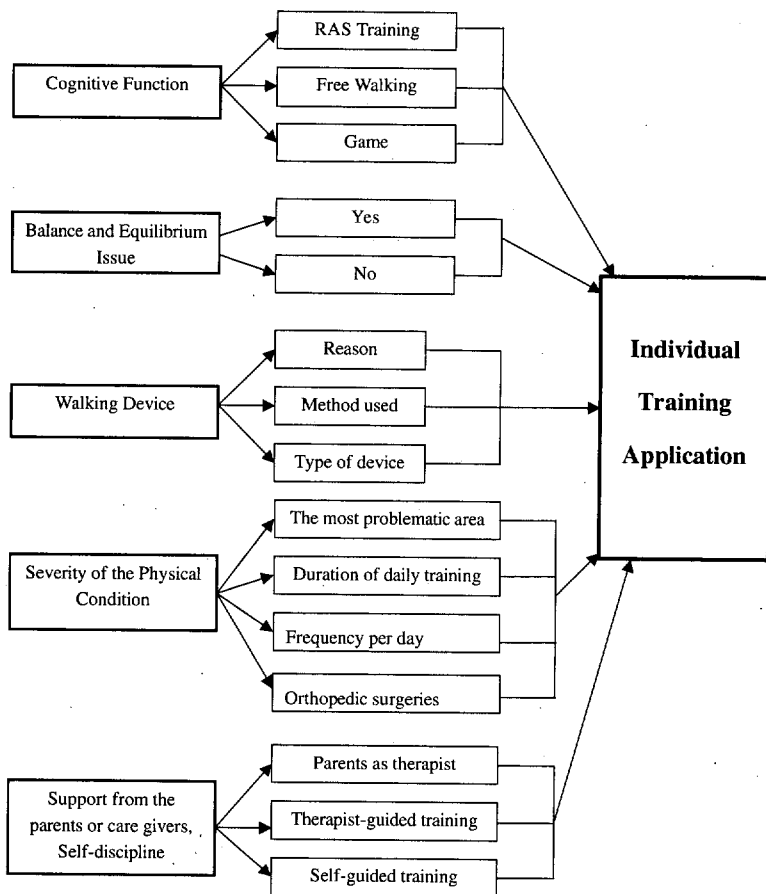 RAS Training
Cognitive Function
Free Walking
Game
Balance and Equilibrium
Issue
Yes
No
Walking Device
Reason
Method used
Type of device
Severity of the Physical
Condition
The most problematic area
Duration of daily training
Frequency per day
Orthopedic surgeries
Support from the
parents or care givers,
Self-discipline
Parents as therapist
Therapist-guided training
Self-guided training
Individual
Training
Application